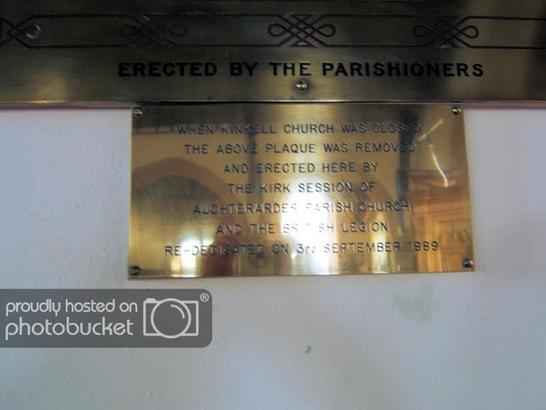 ERECTED BY THE PARISHIONERS
WHEN KINKELL CHURCH WAS CLOSED
THE ABOVE PLAQUE WAS REMOVED
AND ERECTED HERE BY
THE KIRK SESSION OF
AUCHTERARDER PARISH CHURCH
AND THE BRITISH LEGION
RE-DEDICATED ON 3RD SEPTEMBER 1989
proudly hosted on
photobucket®